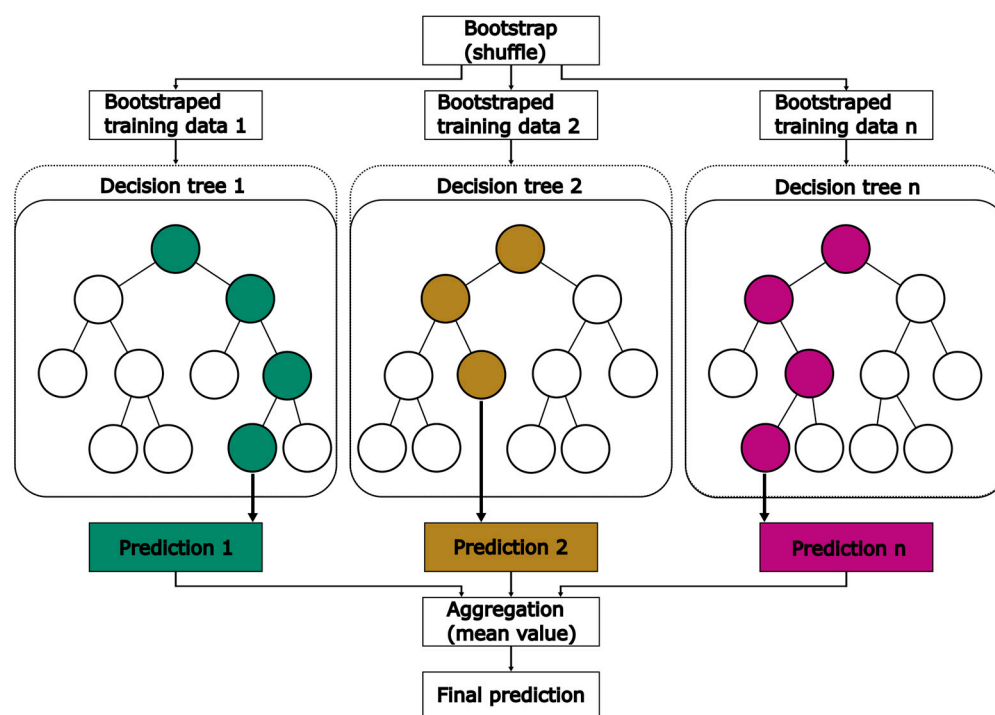 Bootstrap
(shuffle)
Bootstraped
training data 1
Bootstraped
training data 2
Bootstraped
training data n
Decision tree 1
Decision tree 2
Decision tree n
Prediction 1
Prediction 2
Prediction n
Aggregation
(mean value)
Final prediction